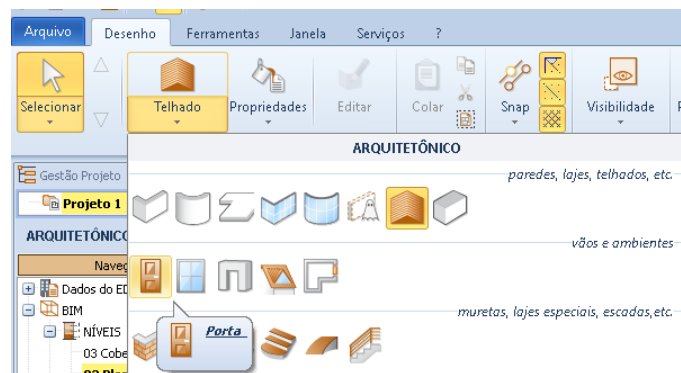 Arquivo Desenho Ferramentas Janela Serviços ?
Selecionar Telhado Propriedades Editar Colar Snap Visibilidade
ARQUITETÔNICO
Gestão Projeto
paredes, lajes, telhados, etc.
Projeto 1
ARQUITETÔNICO
vãos e ambientes
Naveg
Dados do ED
BIM
muretas, lajes especiais, escadas,etc.
NÍVEIS
Porta
03 Cobe